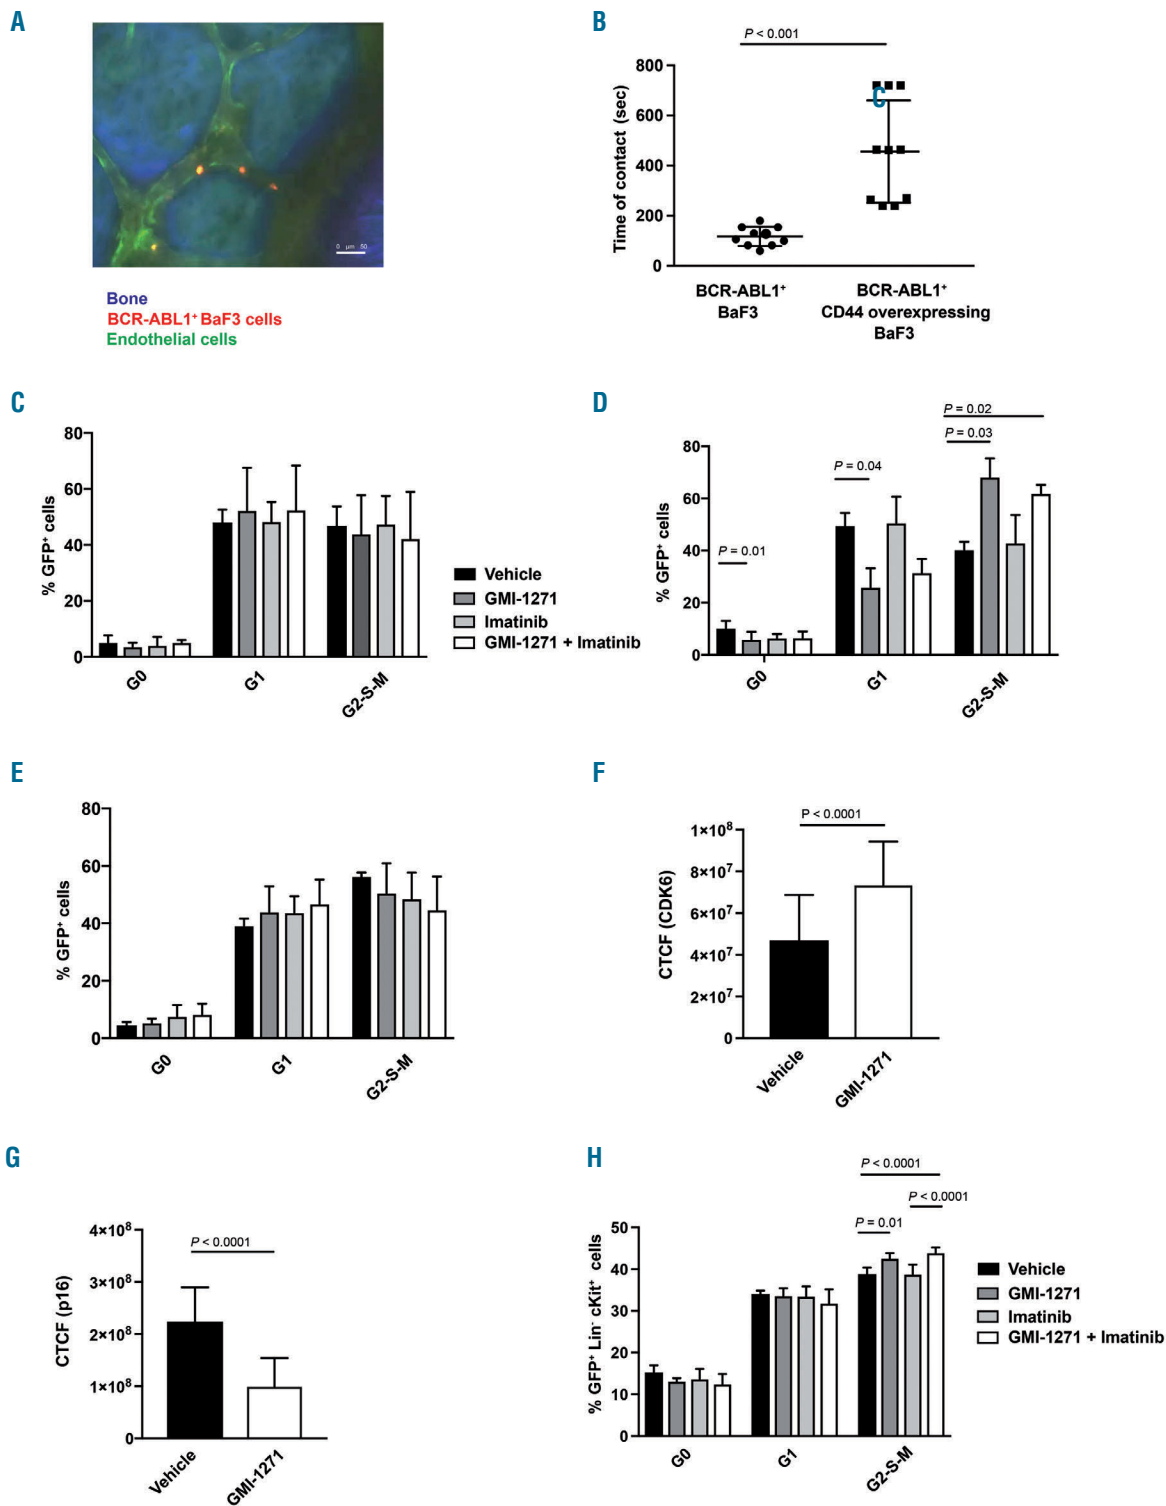 A
0 µm 50
Bone
BCR-ABL1⁺ BaF3 cells
Endothelial cells
B
P < 0.001
Time of contact (sec)
800
600
400
200
0
C
BCR-ABL1⁺
BaF3
BCR-ABL1⁺
CD44 overexpressing
BaF3
C
% GFP⁺ cells
80
60
40
20
0
G0
G1
G2-S-M
Vehicle
GMI-1271
Imatinib
GMI-1271 + Imatinib
D
P = 0.02
P = 0.03
P = 0.04
P = 0.01
% GFP⁺ cells
80
60
40
20
0
G0
G1
G2-S-M
E
% GFP⁺ cells
80
60
40
20
0
G0
G1
G2-S-M
F
P < 0.0001
CTCF (CDK6)
1×10⁸
8×10⁷
6×10⁷
4×10⁷
2×10⁷
0
Vehicle
GMI-1271
G
P < 0.0001
CTCF (p16)
4×10⁸
3×10⁸
2×10⁸
1×10⁸
0
Vehicle
GMI-1271
H
P < 0.0001
P < 0.0001
P = 0.01
% GFP⁺ Lin⁻ cKit⁺ cells
50
40
30
20
10
0
G0
G1
G2-S-M
Vehicle
GMI-1271
Imatinib
GMI-1271 + Imatinib